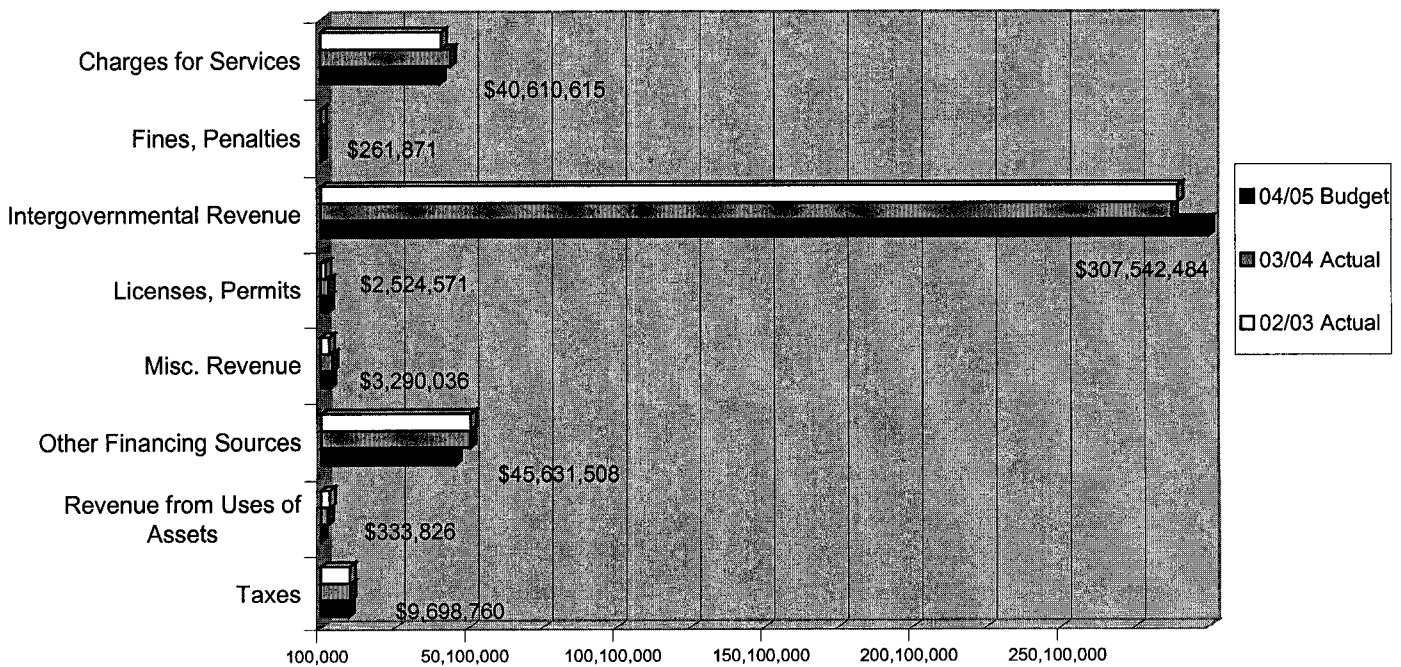 Charges for Services
$40,610,615
Fines, Penalties
$261,871
Intergovernmental Revenue
$307,542,484
Licenses, Permits
$2,524,571
Misc. Revenue
$3,290,036
Other Financing Sources
$45,631,508
Revenue from Uses of
Assets
$333,826
Taxes
$9,698,760
100,000
50,100,000
100,100,000
150,100,000
200,100,000
250,100,000
04/05 Budget
03/04 Actual
02/03 Actual